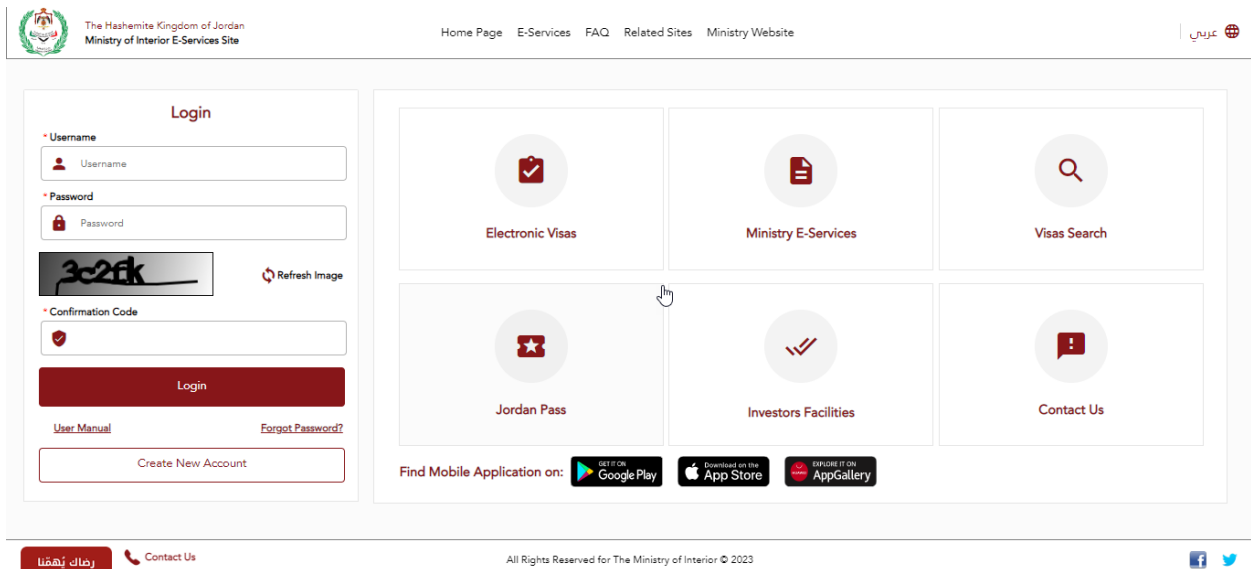 The Hashemite Kingdom of Jordan
Ministry of Interior E-Services Site
Home Page E-Services FAQ Related Sites Ministry Website
عربي
Login
* Username
Username
* Password
Password
3c2fk
Refresh Image
* Confirmation Code
Login
User Manual Forgot Password?
Create New Account
Electronic Visas
Ministry E-Services
Visas Search
Jordan Pass
Investors Facilities
Contact Us
Find Mobile Application on:
GET IT ON
Google Play
Download on the
App Store
EXPLORE IT ON
AppGallery
رضاك يُهمّنا
Contact Us
All Rights Reserved for The Ministry of Interior © 2023